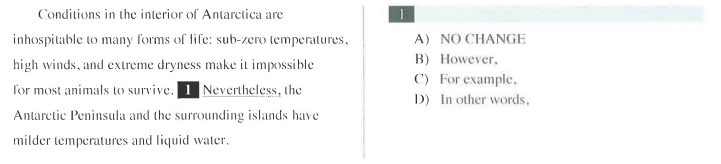 Conditions in the interior of Antarctica are
inhospitable to many forms of life: sub-zero temperatures,
high winds, and extreme dryness make it impossible
for most animals to survive. 1 Nevertheless, the
Antarctic Peninsula and the surrounding islands have
milder temperatures and liquid water.
1
A) NO CHANGE
B) However,
C) For example,
D) In other words,